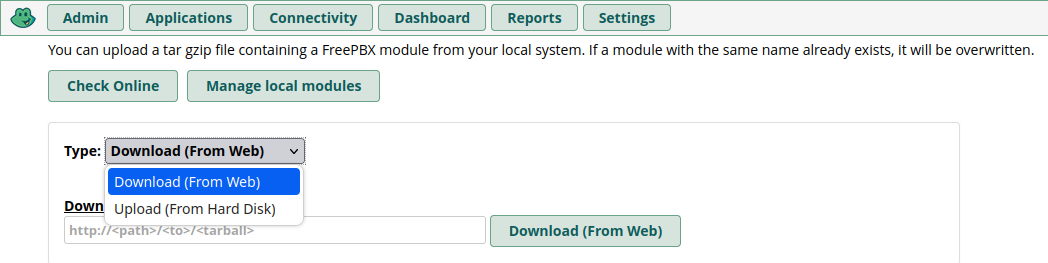 Admin Applications Connectivity Dashboard Reports Settings
You can upload a tar gzip file containing a FreePBX module from your local system. If a module with the same name already exists, it will be overwritten.
Check Online Manage local modules
Type: Download (From Web)
Download (From Web)
Upload (From Hard Disk)
Down
http://<path>/<to>/<tarball> Download (From Web)